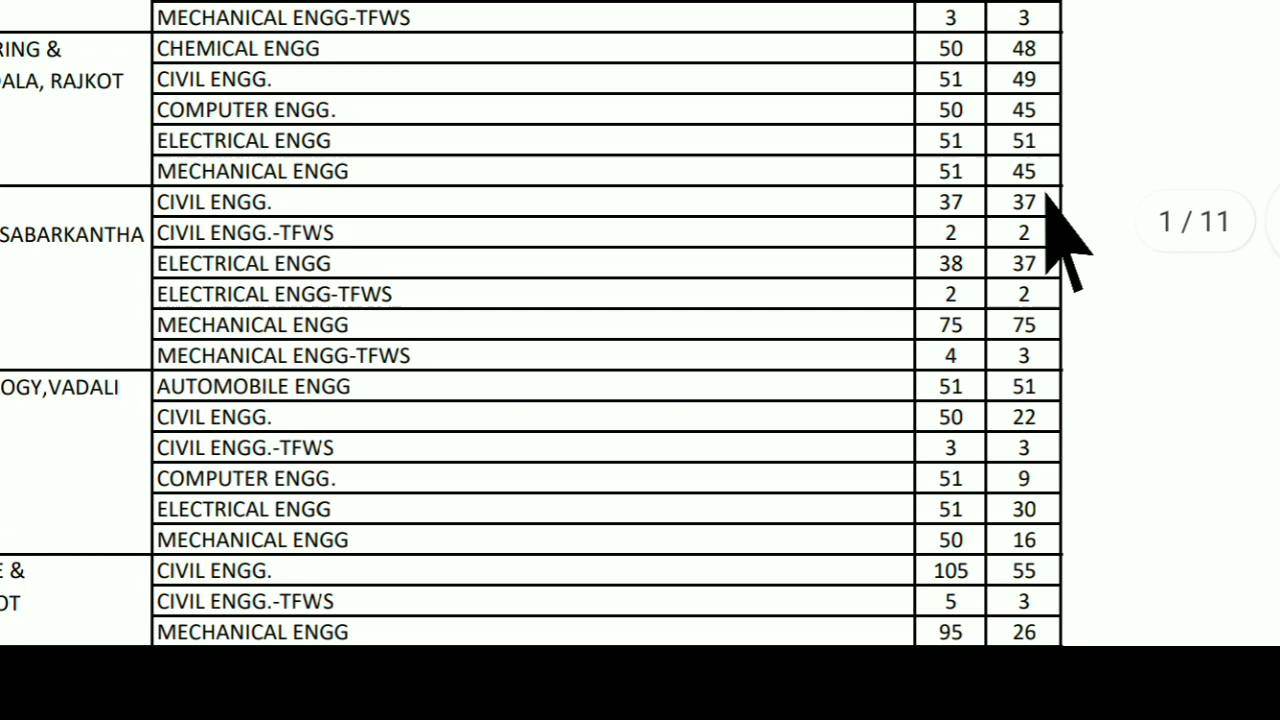 MECHANICAL ENGG-TFWS 3 3
RING & CHEMICAL ENGG 50 48
ALA, RAJKOT CIVIL ENGG. 51 49
COMPUTER ENGG. 50 45
ELECTRICAL ENGG 51 51
MECHANICAL ENGG 51 45
CIVIL ENGG. 37 37
SABARKANTHA CIVIL ENGG.-TFWS 2 2
ELECTRICAL ENGG 38 37
ELECTRICAL ENGG-TFWS 2 2
MECHANICAL ENGG 75 75
MECHANICAL ENGG-TFWS 4 3
OGY,VADALI AUTOMOBILE ENGG 51 51
CIVIL ENGG. 50 22
CIVIL ENGG.-TFWS 3 3
COMPUTER ENGG. 51 9
ELECTRICAL ENGG 51 30
MECHANICAL ENGG 50 16
E & CIVIL ENGG. 105 55
OT CIVIL ENGG.-TFWS 5 3
MECHANICAL ENGG 95 26
1 / 11